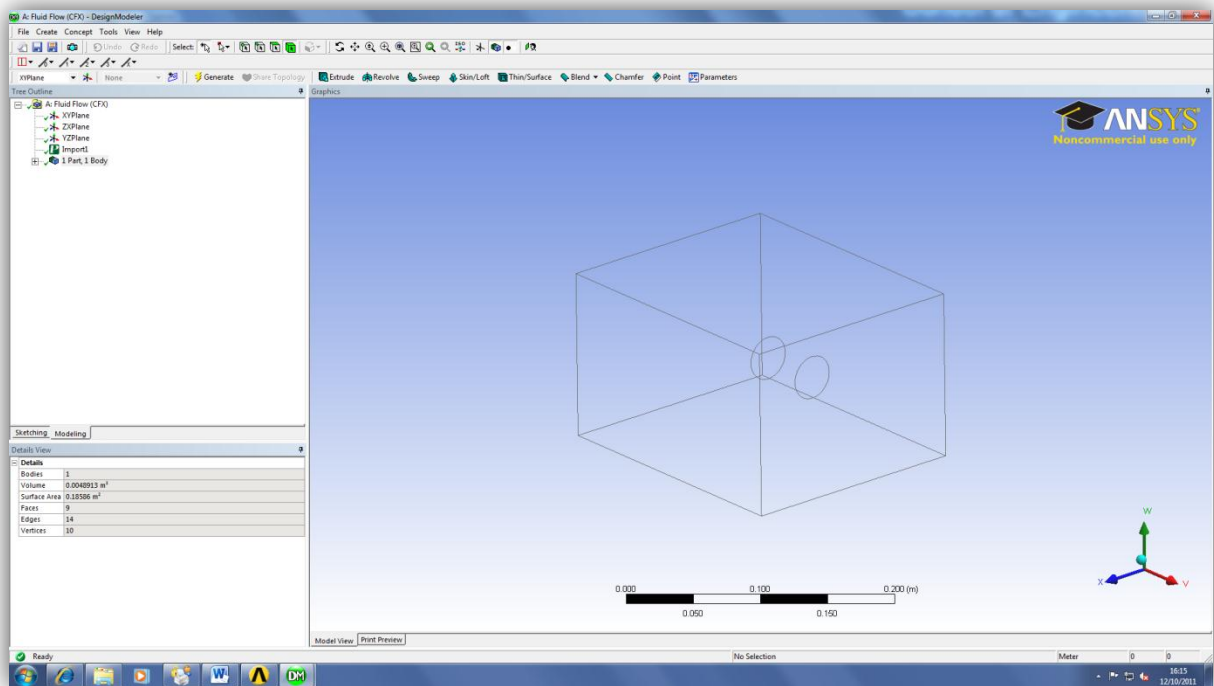 A: Fluid Flow (CFX) - DesignModeler
File Create Concept Tools View Help
Undo Redo Select:
XYPlane None Generate Share Topology Extrude Revolve Sweep Skin/Loft Thin/Surface Blend Chamfer Point Parameters
Tree Outline
A: Fluid Flow (CFX)
XYPlane
ZXPlane
YZPlane
Import1
1 Part, 1 Body
Sketching Modeling
Details View
Details
Bodies 1
Volume 0.0048913 m³
Surface Area 0.18586 m²
Faces 9
Edges 14
Vertices 10
Graphics
ANSYS
Noncommercial use only
W
X
Y
0.000 0.100 0.200 (m)
0.050 0.150
Model View Print Preview
Ready No Selection Meter 0 0
W DM 16:15
12/10/2011